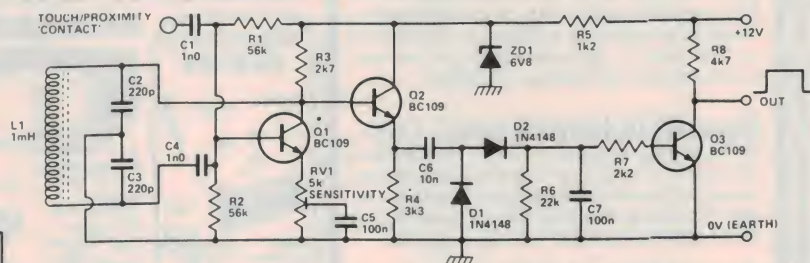 TOUCH/PROXIMITY
'CONTACT'
C1
1n0
R1
56k
R3
2k7
ZD1
6V8
R5
1k2
+12V
R8
4k7
C2
220p
Q2
BC109
OUT
L1
1mH
C4
1n0
Q1
BC109
C6
10n
D2
1N4148
Q3
BC109
C3
220p
R7
2k2
RV1
5k
SENSITIVITY
R2
56k
C5
100n
R4
3k3
D1
1N4148
R6
22k
C7
100n
0V (EARTH)